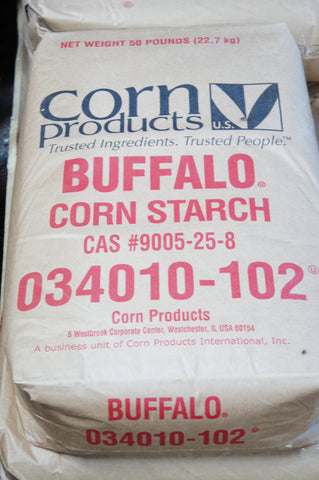 NET WEIGHT 50 POUNDS (22.7 kg)
corn
products U.S.
Trusted Ingredients. Trusted People.™
BUFFALO®
CORN STARCH
CAS #9005-25-8
034010-102 ®
Corn Products
5 Westbrook Corporate Center, Westchester, IL USA 60154
A business unit of Corn Products International, Inc.
BUFFALO®
034010-102